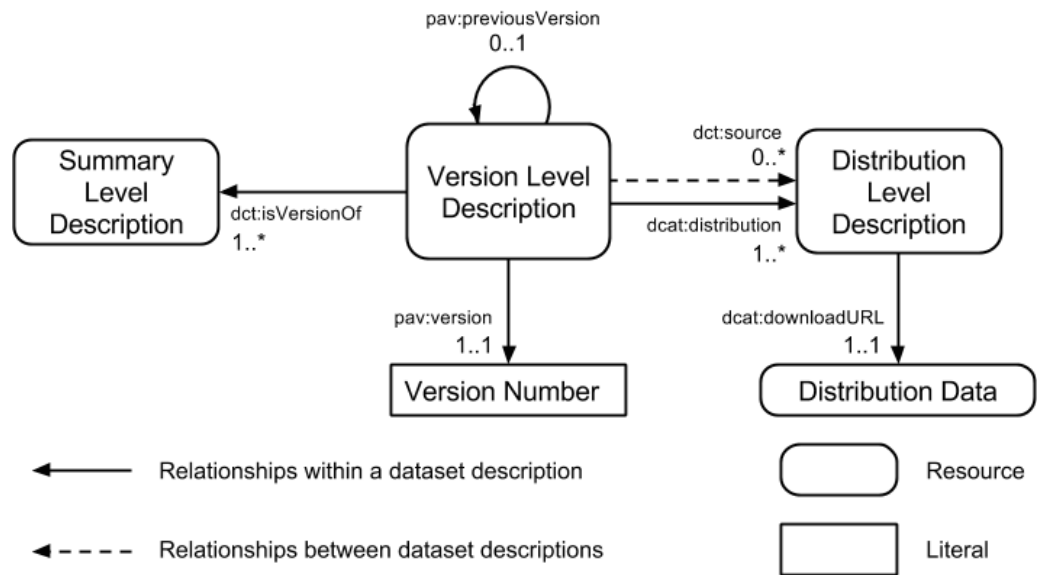 pav:previousVersion
0..1
Summary
Level
Description
dct:isVersionOf
1..*
Version Level
Description
dct:source
0..*
dcat:distribution
1..*
Distribution
Level
Description
pav:version
1..1
dcat:downloadURL
1..1
Version Number
Distribution Data
Relationships within a dataset description
Resource
Relationships between dataset descriptions
Literal